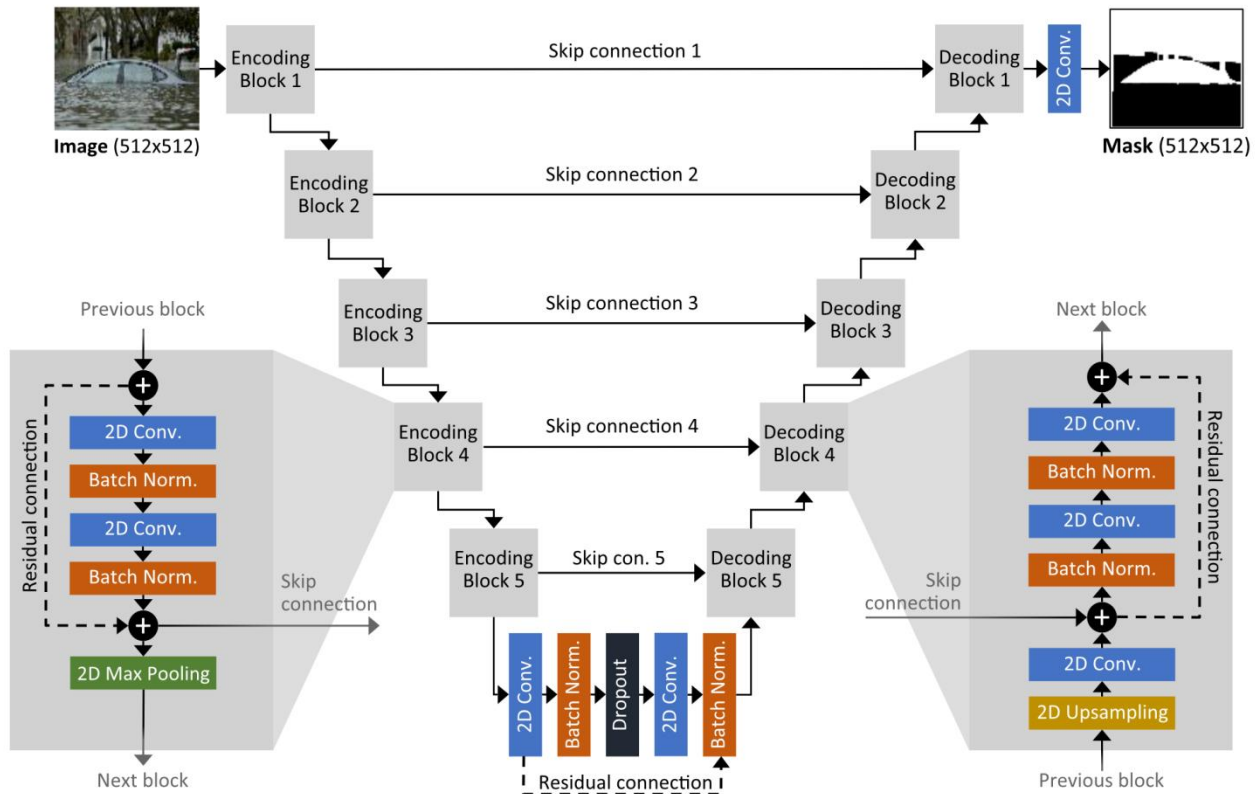 Encoding
Block 1
Skip connection 1
Decoding
Block 1
2D Conv.
Image (512x512)
Mask (512x512)
Encoding
Block 2
Skip connection 2
Decoding
Block 2
Encoding
Block 3
Skip connection 3
Decoding
Block 3
Encoding
Block 4
Skip connection 4
Decoding
Block 4
Encoding
Block 5
Skip con. 5
Decoding
Block 5
2D Conv.
Batch Norm.
Dropout
2D Conv.
Batch Norm.
Residual connection
Previous block
Residual connection
2D Conv.
Batch Norm.
2D Conv.
Batch Norm.
Skip
connection
2D Max Pooling
Next block
Next block
2D Conv.
Batch Norm.
2D Conv.
Batch Norm.
Residual connection
Skip
connection
2D Conv.
2D Upsampling
Previous block